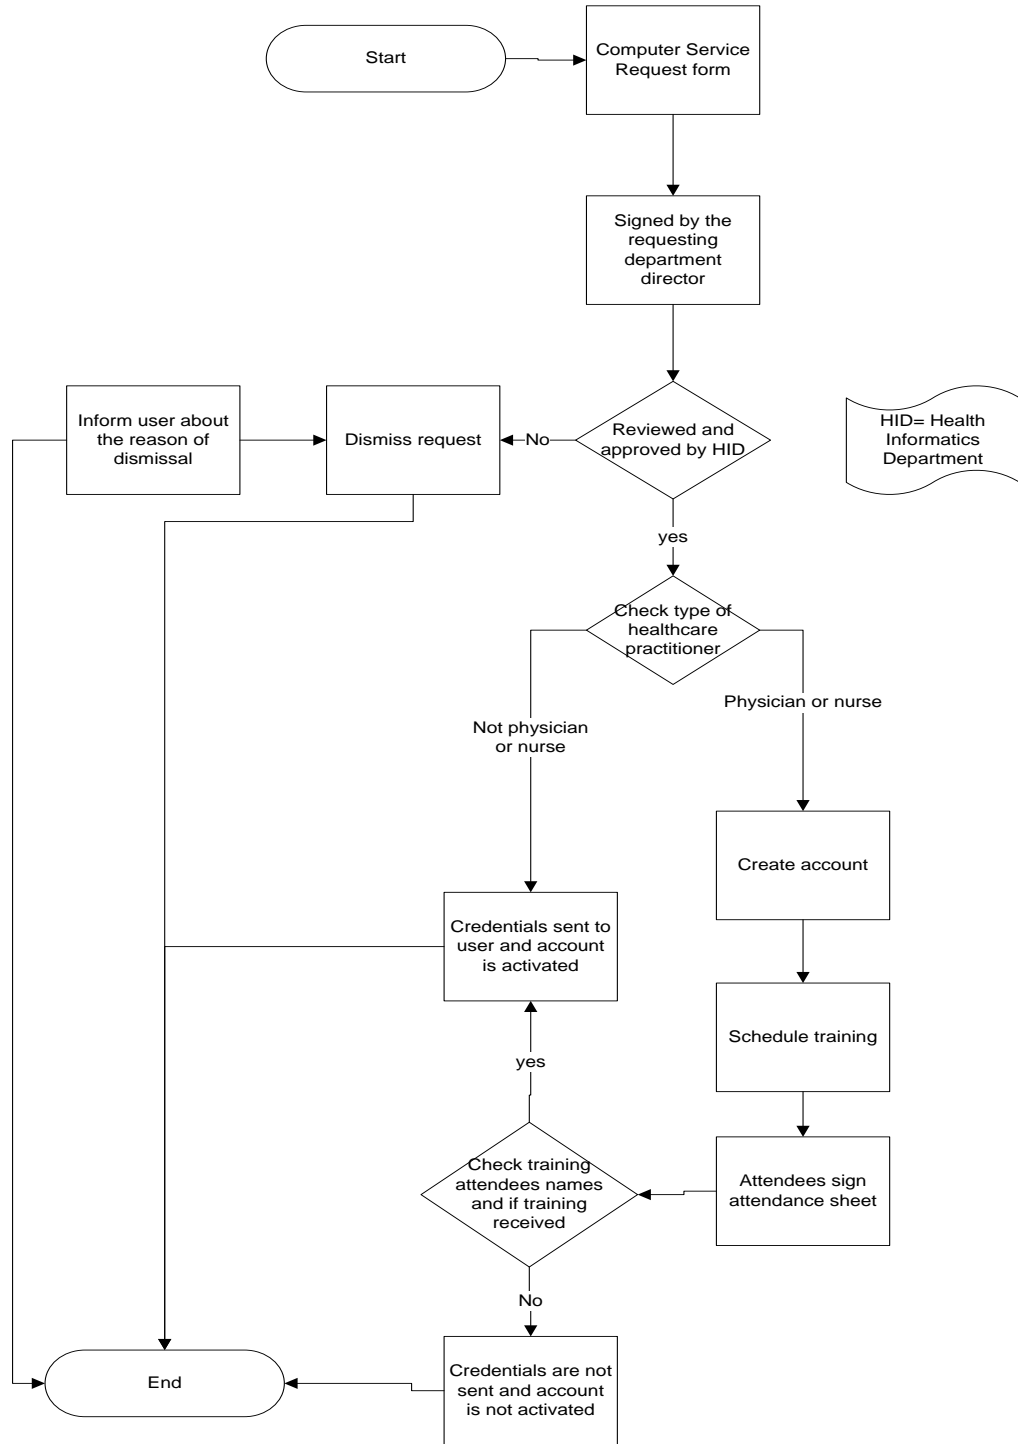 Start
Computer Service
Request form
Signed by the
requesting
department
director
Inform user about
the reason of
dismissal
Dismiss request
No
Reviewed and
approved by HID
HID= Health
Informatics
Department
yes
Check type of
healthcare
practitioner
Not physician
or nurse
Physician or nurse
Create account
Credentials sent to
user and account
is activated
Schedule training
yes
Check training
attendees names
and if training
received
Attendees sign
attendance sheet
No
End
Credentials are not
sent and account
is not activated